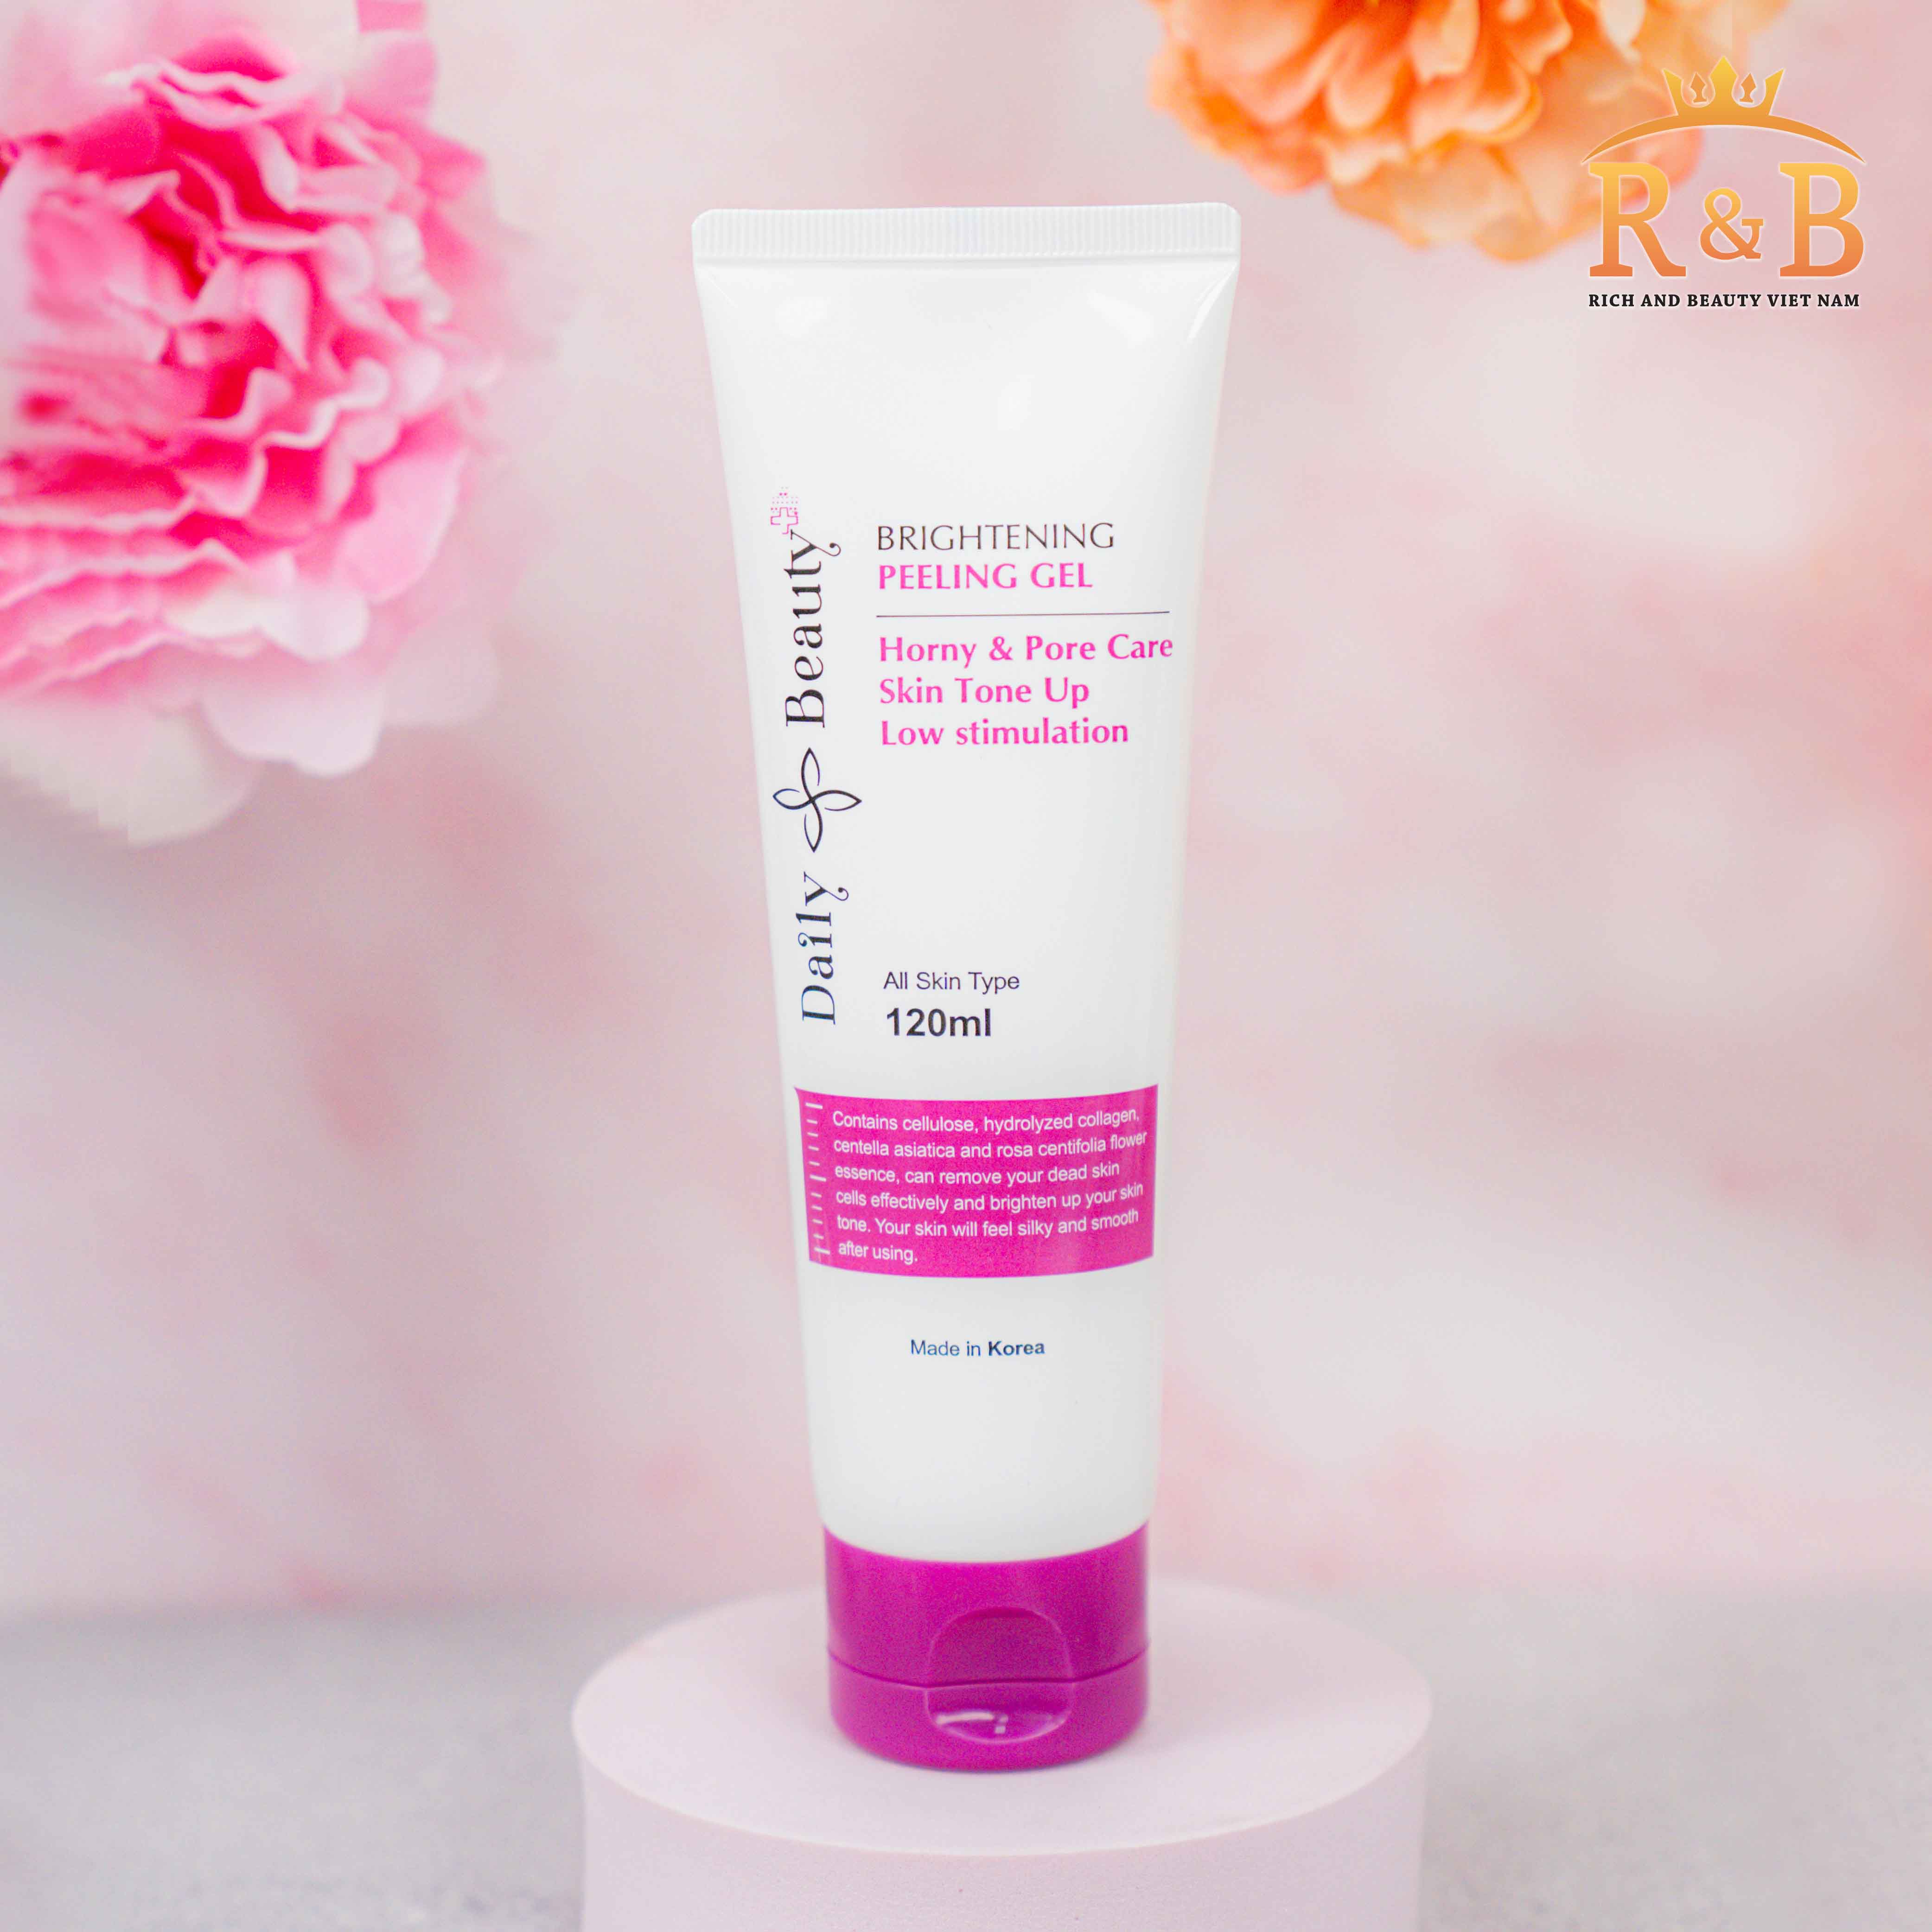 R & B
RICH AND BEAUTY VIET NAM
Daily Beauty
BRIGHTENING
PEELING GEL
Horny & Pore Care
Skin Tone Up
Low stimulation
All Skin Type
120ml
Contains cellulose, hydrolyzed collagen,
centella asiatica and rosa centifolia flower
essence, can remove your dead skin
cells effectively and brighten up your skin
tone. Your skin will feel silky and smooth
after using.
Made in Korea